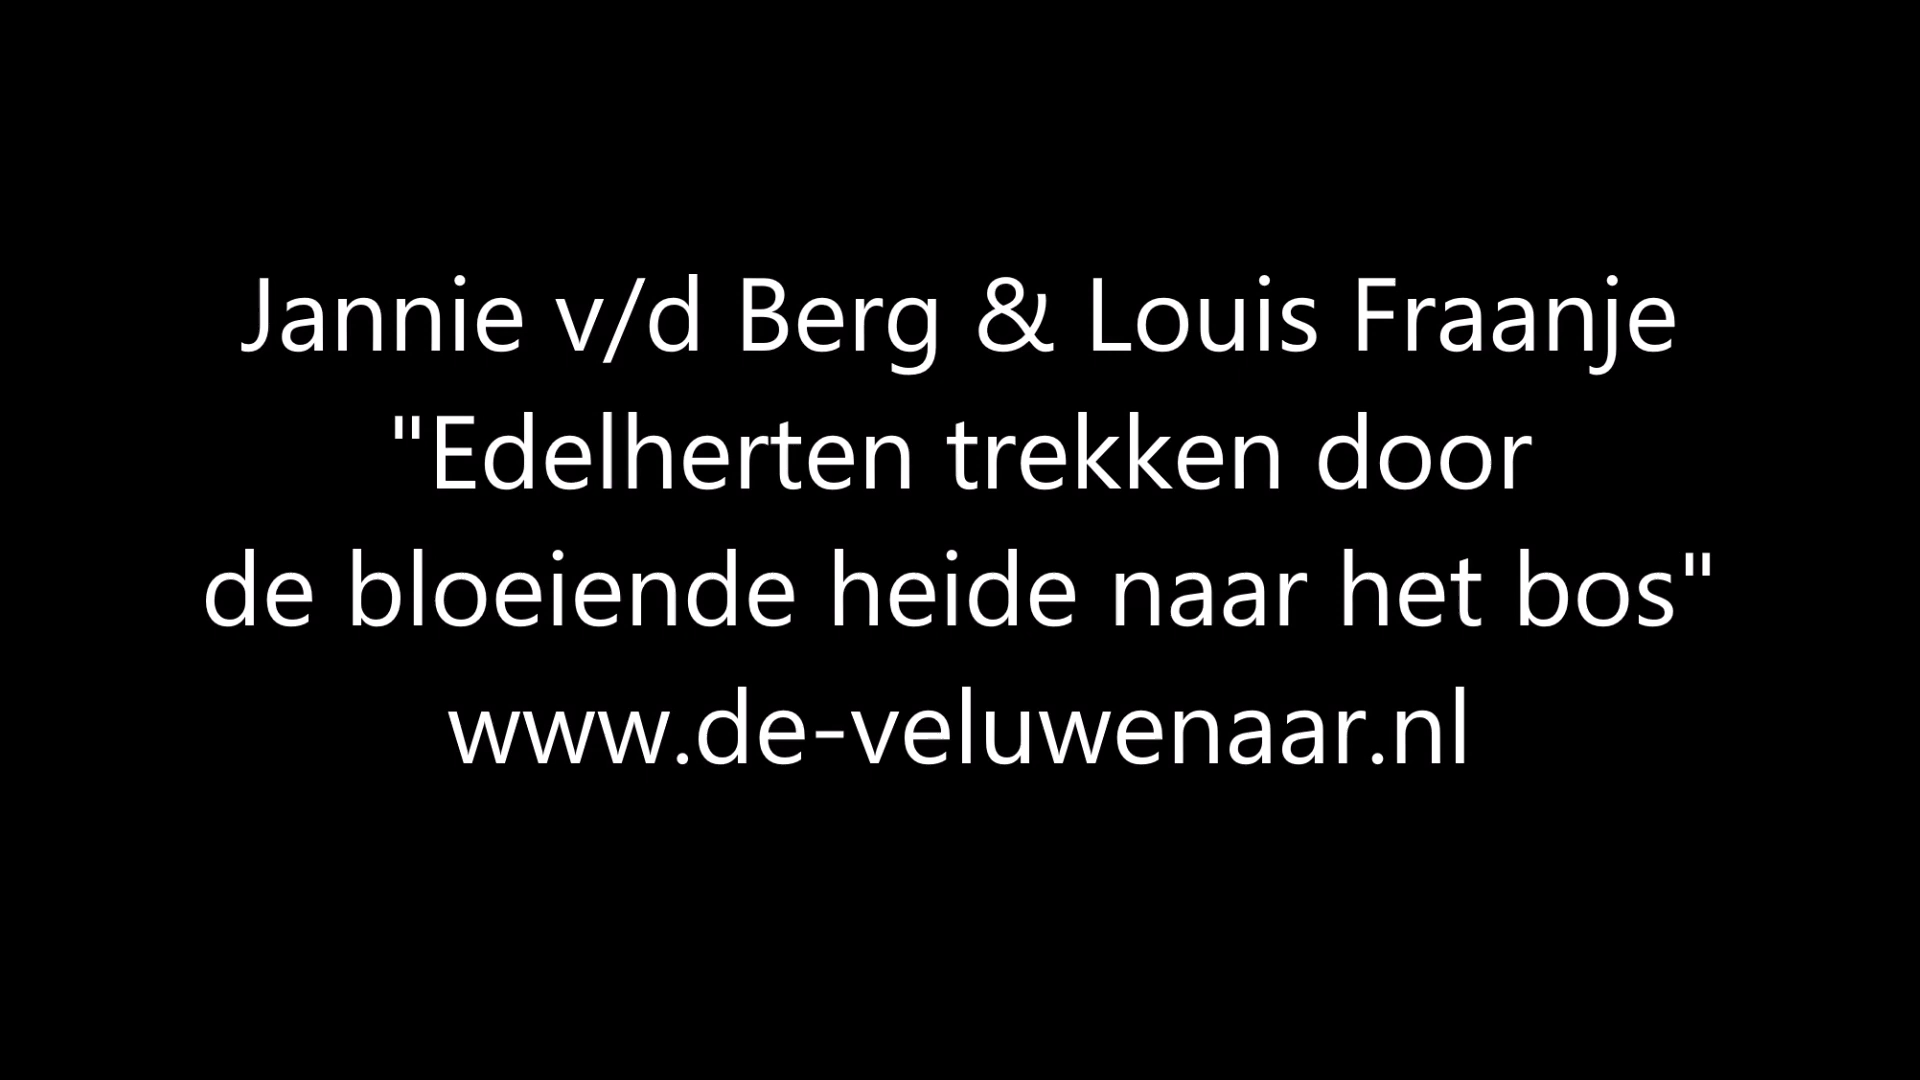 Jannie v/d Berg & Louis Fraanje
"Edelherten trekken door
de bloeiende heide naar het bos"
www.de-veluwenaar.nl